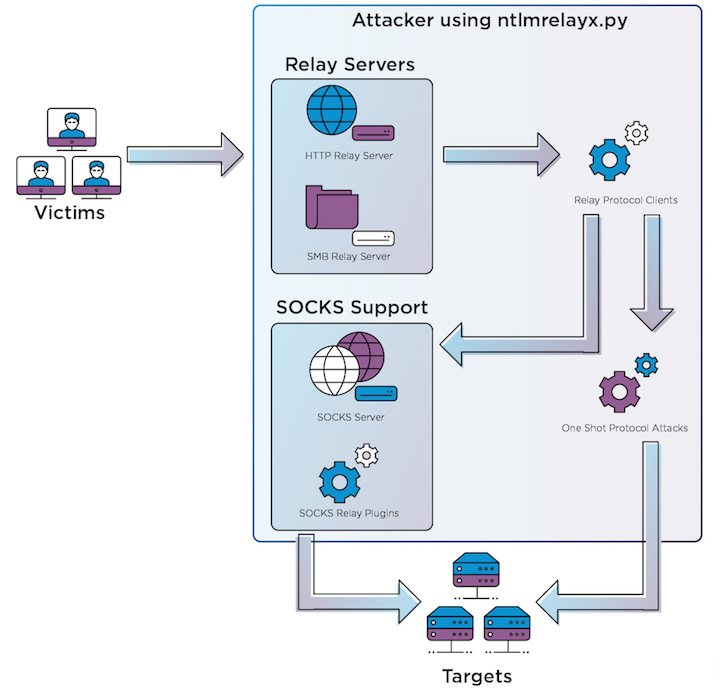 Attacker using ntlmrelayx.py
Relay Servers
HTTP Relay Server
SMB Relay Server
Victims
Relay Protocol Clients
SOCKS Support
SOCKS Server
SOCKS Relay Plugins
One Shot Protocol Attacks
Targets